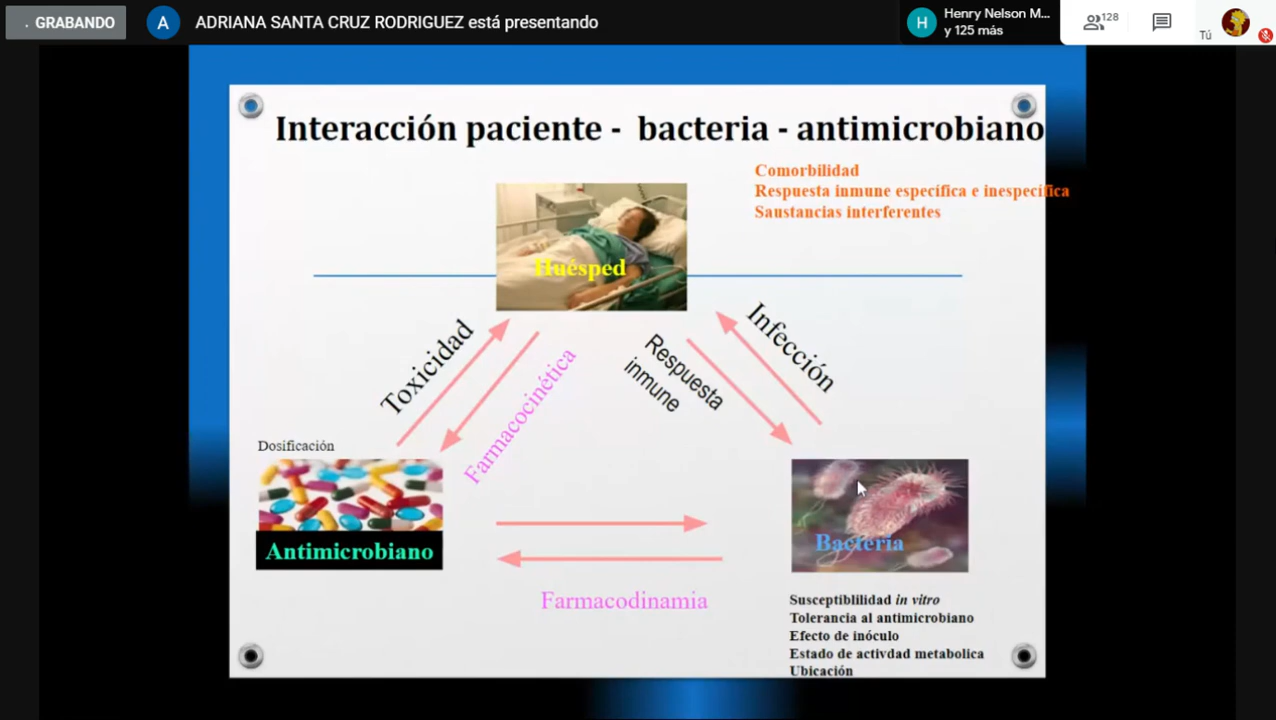 . GRABANDO
A
ADRIANA SANTA CRUZ RODRIGUEZ está presentando
H
Henry Nelson M...
y 125 más
128
Tú
Interacción paciente - bacteria - antimicrobiano
Comorbilidad
Respuesta inmune específica e inespecífica
Saustancias interferentes
Huésped
Toxicidad
Farmacocinética
Respuesta
inmune
Infección
Dosificación
Antimicrobiano
Bacteria
Farmacodinamia
Susceptiblilidad in vitro
Tolerancia al antimicrobiano
Efecto de inóculo
Estado de activdad metabolica
Ubicación